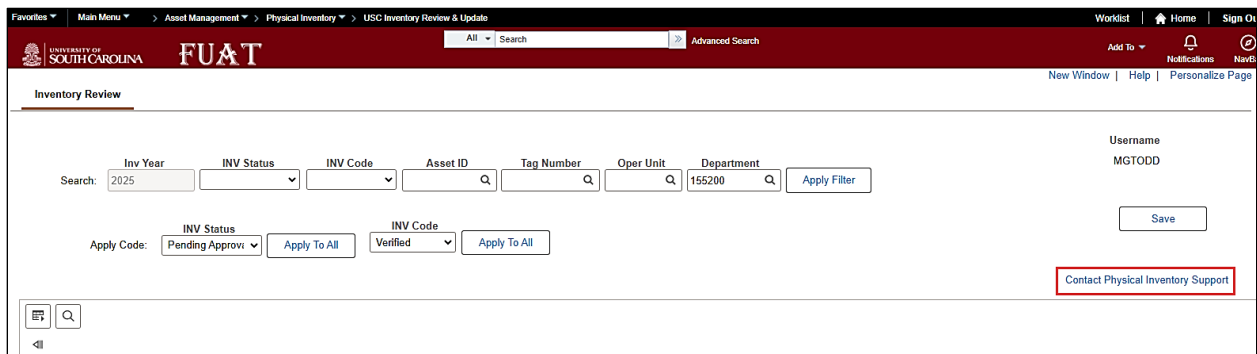 Favorites Main Menu > Asset Management > Physical Inventory > USC Inventory Review & Update Worklist Home Sign Ou
UNIVERSITY OF
SOUTH CAROLINA
FUAT
All Search Advanced Search
Add To
Notifications
NavBa
New Window | Help | Personalize Page
Inventory Review
Username
MGTODD
Inv Year INV Status INV Code Asset ID Tag Number Oper Unit Department
Search: 2025 155200 Apply Filter
Save
INV Status INV Code
Apply Code: Pending Approva Apply To All Verified Apply To All
Contact Physical Inventory Support